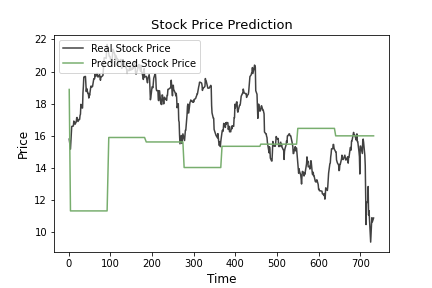 Stock Price Prediction
Real Stock Price
Predicted Stock Price
Price
22
20
18
16
14
12
10
0 100 200 300 400 500 600 700
Time